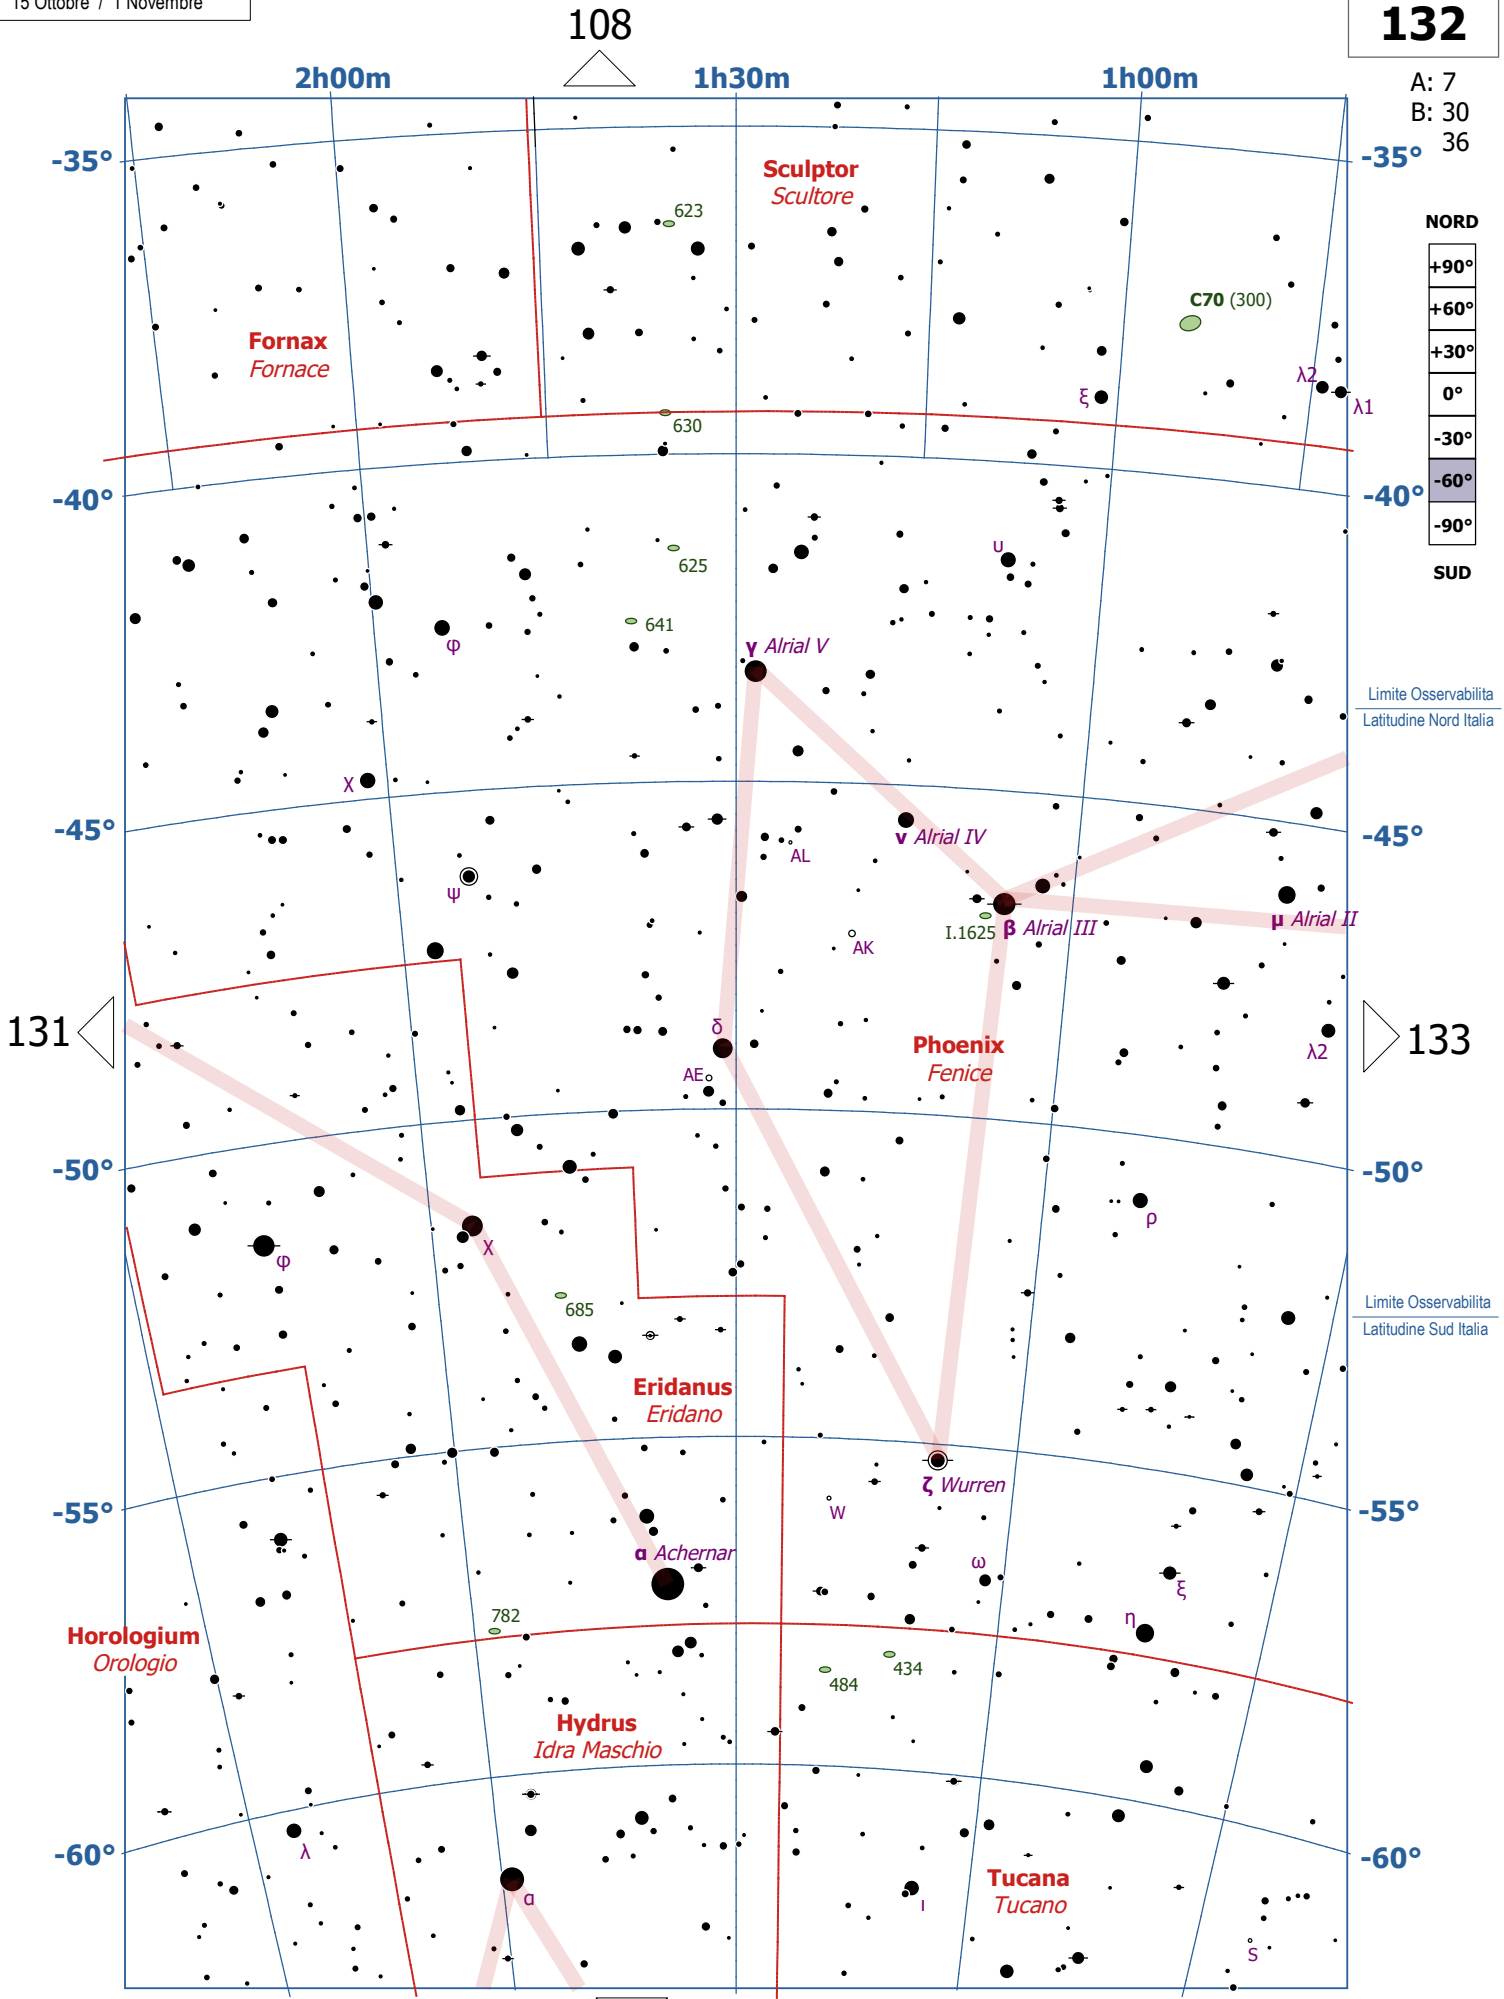 15 Ottobre / 1 Novembre
108
132
2h00m
1h30m
1h00m
A: 7
B: 30
36
-35°
-35°
Sculptor
Scultore
623
NORD
+90°
+60°
+30°
0°
-30°
-60°
-90°
SUD
C70 (300)
Fornax
Fornace
λ2
λ1
ξ
630
-40°
-40°
υ
625
641
φ
γ Alrial V
Limite Osservabilita
Latitudine Nord Italia
χ
-45°
-45°
ν Alrial IV
AL
ψ
μ Alrial II
β Alrial III
I.1625
AK
131
133
δ
Phoenix
Fenice
λ2
AE
-50°
-50°
ρ
χ
φ
685
Limite Osservabilita
Latitudine Sud Italia
Eridanus
Eridano
ζ Wurren
-55°
-55°
W
α Achernar
ω
ξ
782
η
Horologium
Orologio
434
484
Hydrus
Idra Maschio
λ
-60°
-60°
Tucana
Tucano
α
ι
S